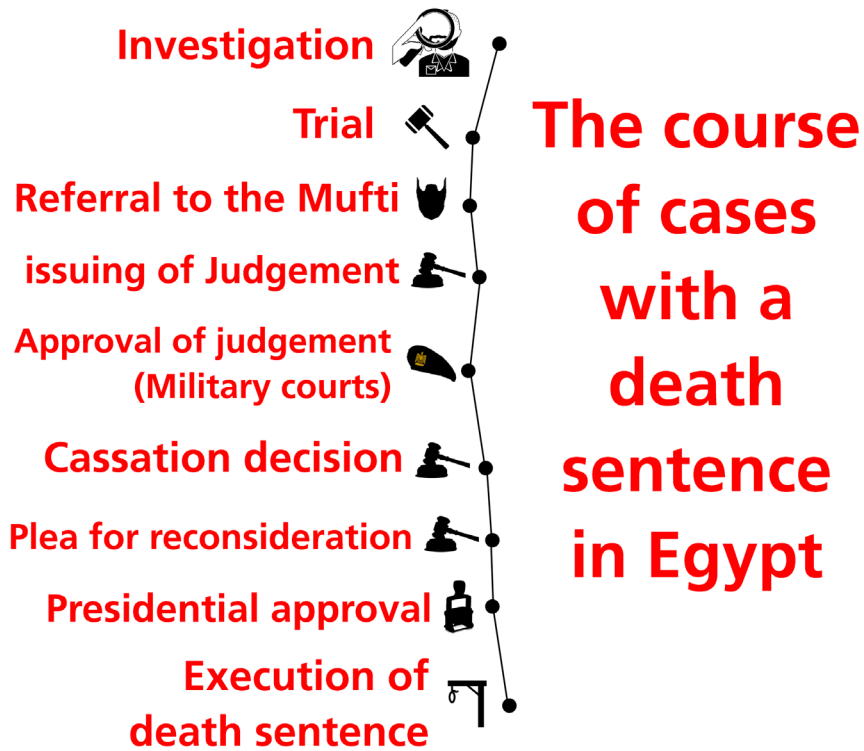 Investigation
Trial
Referral to the Mufti
issuing of Judgement
Approval of judgement
(Military courts)
Cassation decision
Plea for reconsideration
Presidential approval
Execution of
death sentence
The course
of cases
with a
death
sentence
in Egypt